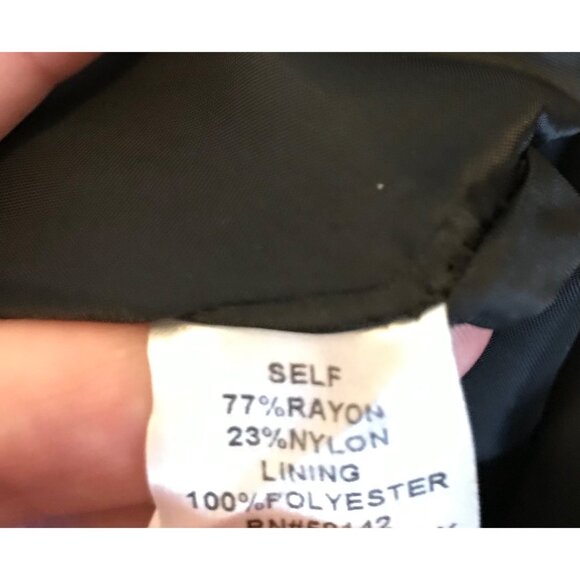 SELF
77%RAYON
23%NYLON
LINING
100%POLYESTER